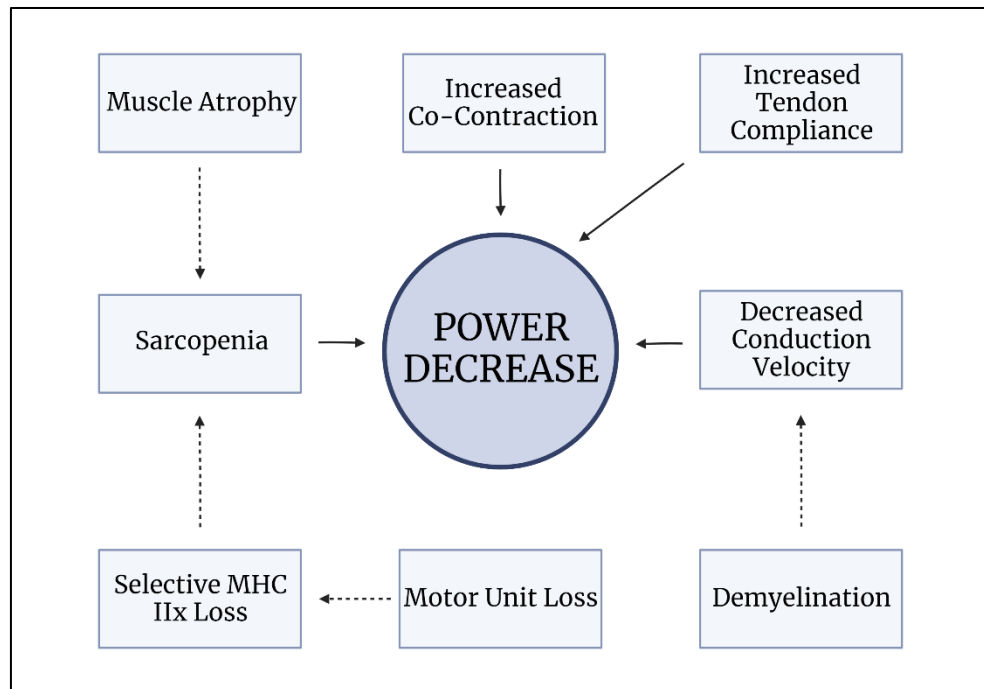 Muscle Atrophy
Increased
Co-Contraction
Increased
Tendon
Compliance
Sarcopenia
POWER
DECREASE
Decreased
Conduction
Velocity
Selective MHC
IIx Loss
Motor Unit Loss
Demyelination